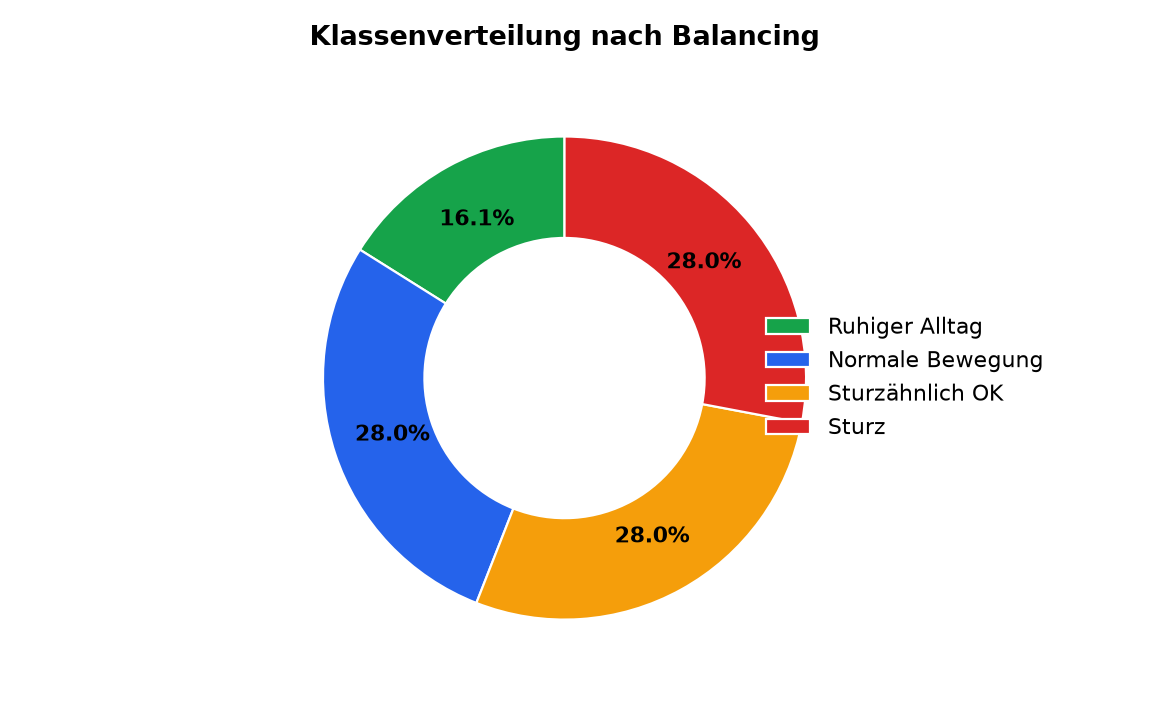 Klassenverteilung nach Balancing
16.1%
28.0%
28.0%
28.0%
Ruhiger Alltag
Normale Bewegung
Sturzähnlich OK
Sturz